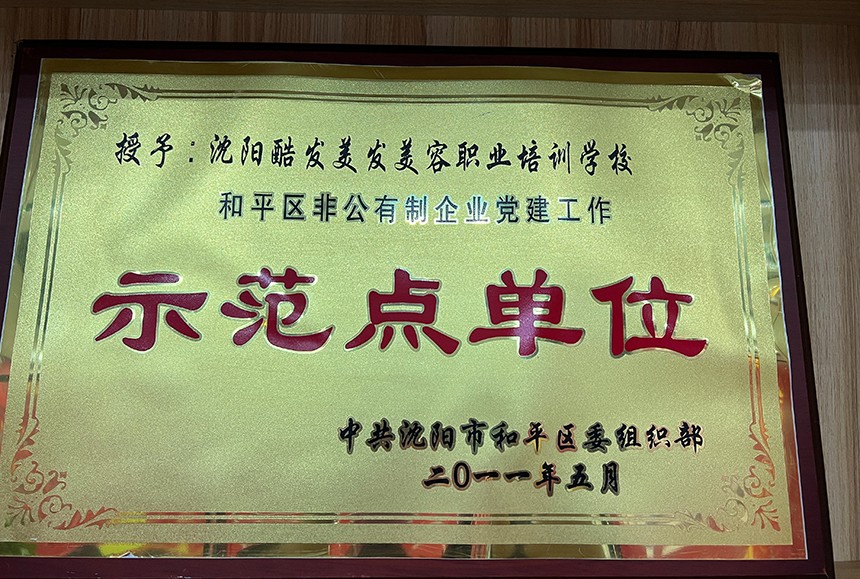 授予：沈阳酷发美发美容职业培训学校
和平区非公有制企业党建工作
示范点单位
中共沈阳市和平区委组织部
二0一一年五月